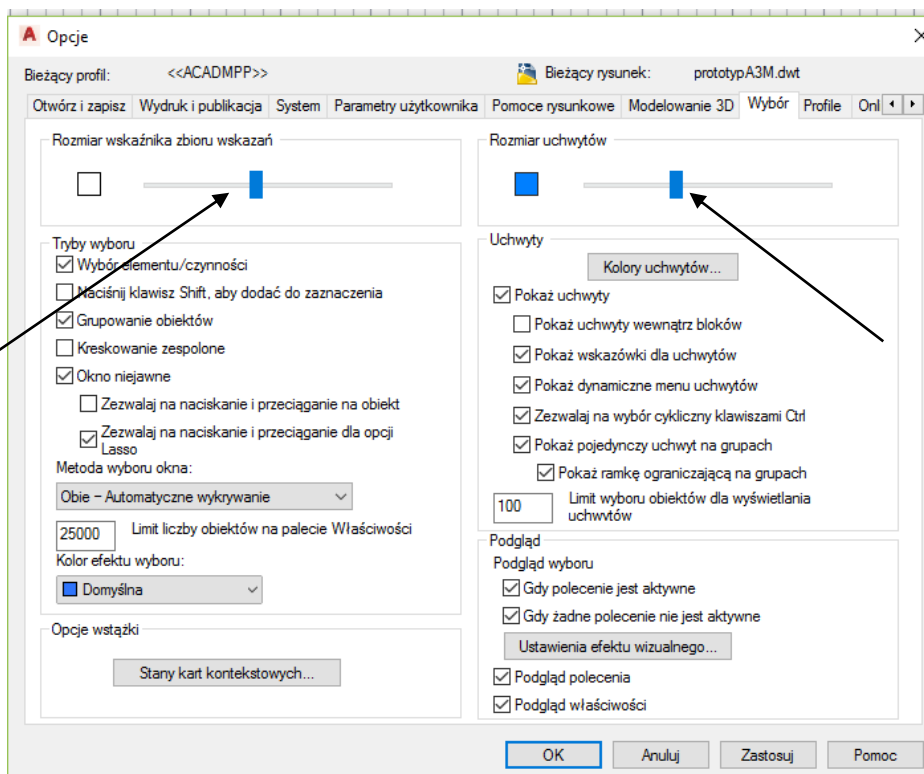 A Opcje
Bieżący profil: <<ACADMPP>> Bieżący rysunek: prototypA3M.dwt
Otwórz i zapisz Wydruk i publikacja System Parametry użytkownika Pomoce rysunkowe Modelowanie 3D Wybór Profile Onl
Rozmiar wskaźnika zbioru wskazań
Tryby wyboru
Wybór elementu/czynności
Naciśnij klawisz Shift, aby dodać do zaznaczenia
Grupowanie obiektów
Kreskowanie zespolone
Okno niejawne
Zezwalaj na naciskanie i przeciąganie na obiekt
Zezwalaj na naciskanie i przeciąganie dla opcji
Lasso
Metoda wyboru okna:
Obie – Automatyczne wykrywanie
25000 Limit liczby obiektów na palecie Właściwości
Kolor efektu wyboru:
Domyślna
Opcje wstążki
Stany kart kontekstowych...
Rozmiar uchwytów
Uchwyty
Kolory uchwytów...
Pokaż uchwyty
Pokaż uchwyty wewnątrz bloków
Pokaż wskazówki dla uchwytów
Pokaż dynamiczne menu uchwytów
Zezwalaj na wybór cykliczny klawiszami Ctrl
Pokaż pojedynczy uchwyt na grupach
Pokaż ramkę ograniczającą na grupach
100 Limit wyboru obiektów dla wyświetlania
uchwytów
Podgląd
Podgląd wyboru
Gdy polecenie jest aktywne
Gdy żadne polecenie nie jest aktywne
Ustawienia efektu wizualnego...
Podgląd polecenia
Podgląd właściwości
OK Anuluj Zastosuj Pomoc